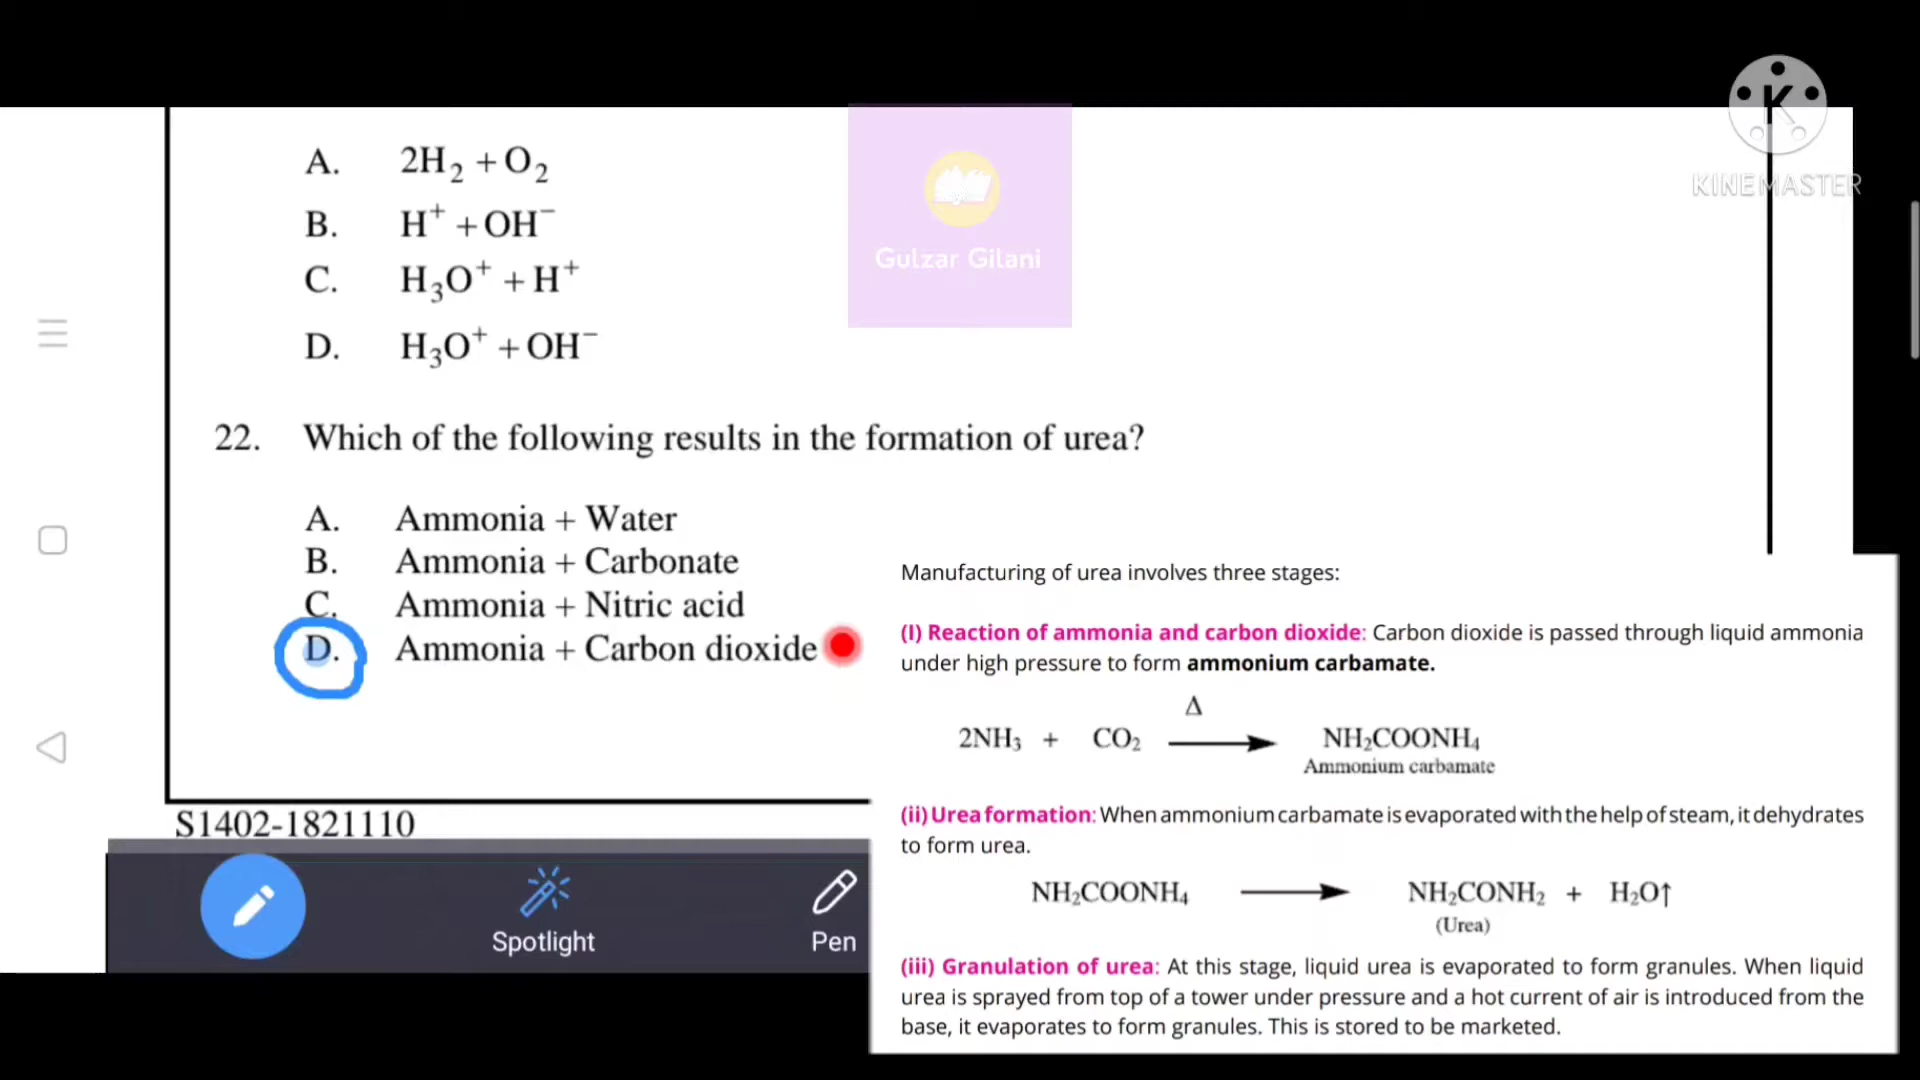 KINEMASTER
Gulzar Gilani
A. 2H₂ + O₂
B. H⁺ + OH⁻
C. H₃O⁺ + H⁺
D. H₃O⁺ + OH⁻
22. Which of the following results in the formation of urea?
A. Ammonia + Water
B. Ammonia + Carbonate
C. Ammonia + Nitric acid
D. Ammonia + Carbon dioxide
S1402-1821110
Spotlight
Pen
Manufacturing of urea involves three stages:
(I) Reaction of ammonia and carbon dioxide: Carbon dioxide is passed through liquid ammonia
under high pressure to form ammonium carbamate.
Δ
2NH₃ + CO₂ ⟶ NH₂COONH₄
Ammonium carbamate
(ii) Urea formation: When ammonium carbamate is evaporated with the help of steam, it dehydrates
to form urea.
NH₂COONH₄ ⟶ NH₂CONH₂ + H₂O↑
(Urea)
(iii) Granulation of urea: At this stage, liquid urea is evaporated to form granules. When liquid
urea is sprayed from top of a tower under pressure and a hot current of air is introduced from the
base, it evaporates to form granules. This is stored to be marketed.